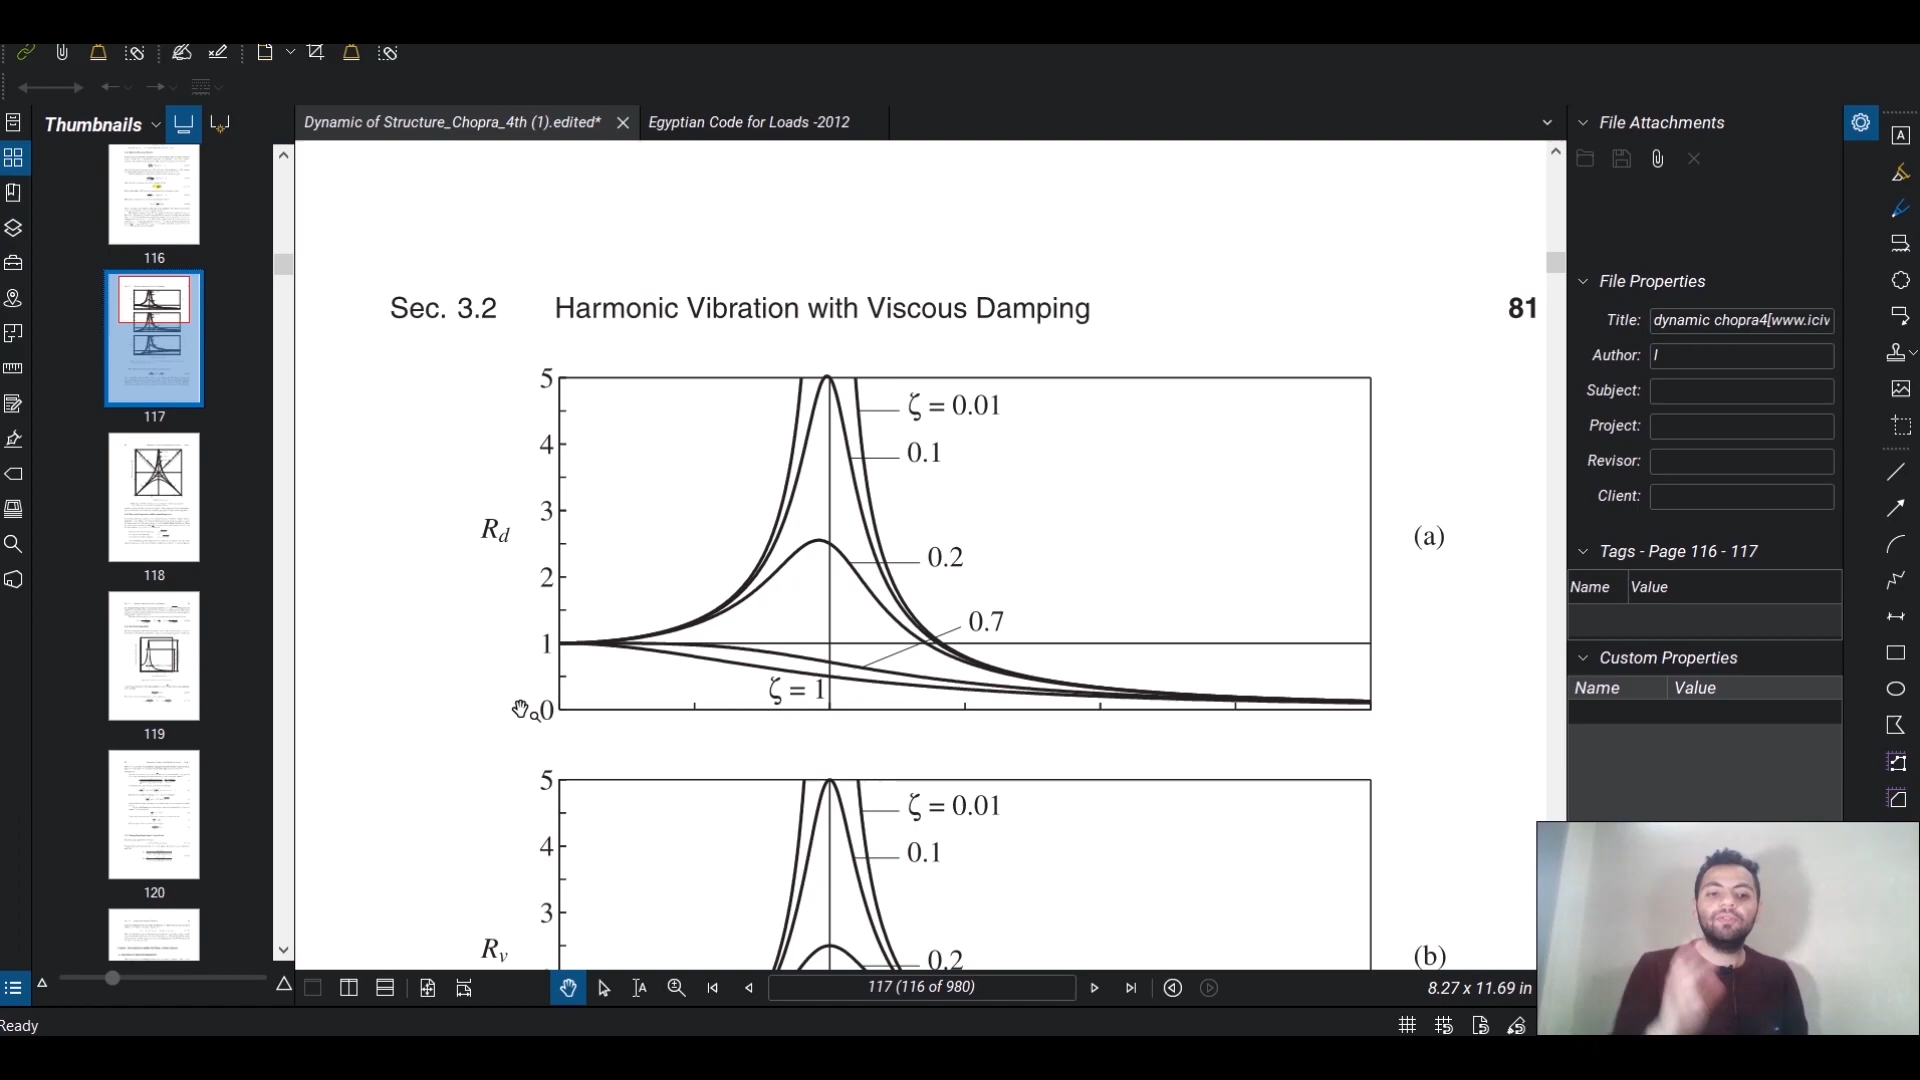 Thumbnails
Dynamic of Structure_Chopra_4th (1).edited*
Egyptian Code for Loads -2012
116
117
118
119
120
Sec. 3.2 Harmonic Vibration with Viscous Damping 81
5
ζ = 0.01
4
0.1
3
R_d
(a)
0.2
2
0.7
1
ζ = 1
0
5
ζ = 0.01
4
0.1
3
R_v
(b)
0.2
File Attachments
File Properties
Title: dynamic chopra4[www.iciv
Author: I
Subject:
Project:
Revisor:
Client:
Tags - Page 116 - 117
Name Value
Custom Properties
Name Value
117 (116 of 980)
8.27 x 11.69 in
Ready